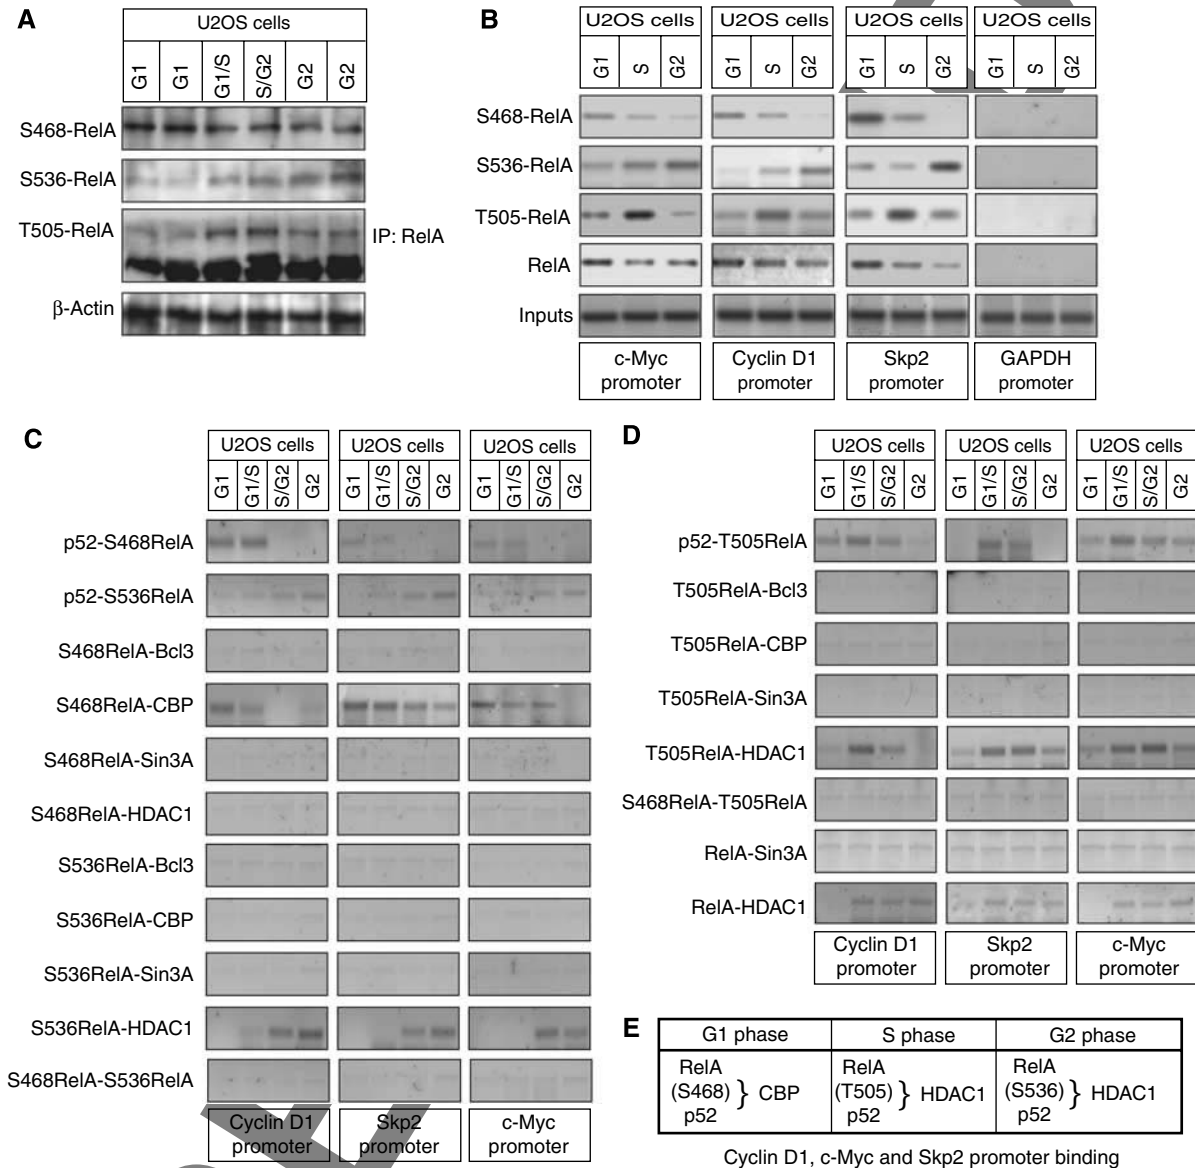 A
U2OS cells
G1 G1 G1/S S/G2 G2 G2
S468-RelA
S536-RelA
T505-RelA
IP: RelA
β-Actin
B
U2OS cells U2OS cells U2OS cells U2OS cells
G1 S G2 G1 S G2 G1 S G2 G1 S G2
S468-RelA
S536-RelA
T505-RelA
RelA
Inputs
c-Myc promoter
Cyclin D1 promoter
Skp2 promoter
GAPDH promoter
C
U2OS cells U2OS cells U2OS cells
G1 G1/S S/G2 G2 G1 G1/S S/G2 G2 G1 G1/S S/G2 G2
p52-S468RelA
p52-S536RelA
S468RelA-Bcl3
S468RelA-CBP
S468RelA-Sin3A
S468RelA-HDAC1
S536RelA-Bcl3
S536RelA-CBP
S536RelA-Sin3A
S536RelA-HDAC1
S468RelA-S536RelA
Cyclin D1 promoter
Skp2 promoter
c-Myc promoter
D
U2OS cells U2OS cells U2OS cells
G1 G1/S S/G2 G2 G1 G1/S S/G2 G2 G1 G1/S S/G2 G2
p52-T505RelA
T505RelA-Bcl3
T505RelA-CBP
T505RelA-Sin3A
T505RelA-HDAC1
S468RelA-T505RelA
RelA-Sin3A
RelA-HDAC1
Cyclin D1 promoter
Skp2 promoter
c-Myc promoter
E
G1 phase S phase G2 phase
RelA RelA RelA
(S468) } CBP (T505) } HDAC1 (S536) } HDAC1
p52 p52 p52
Cyclin D1, c-Myc and Skp2 promoter binding